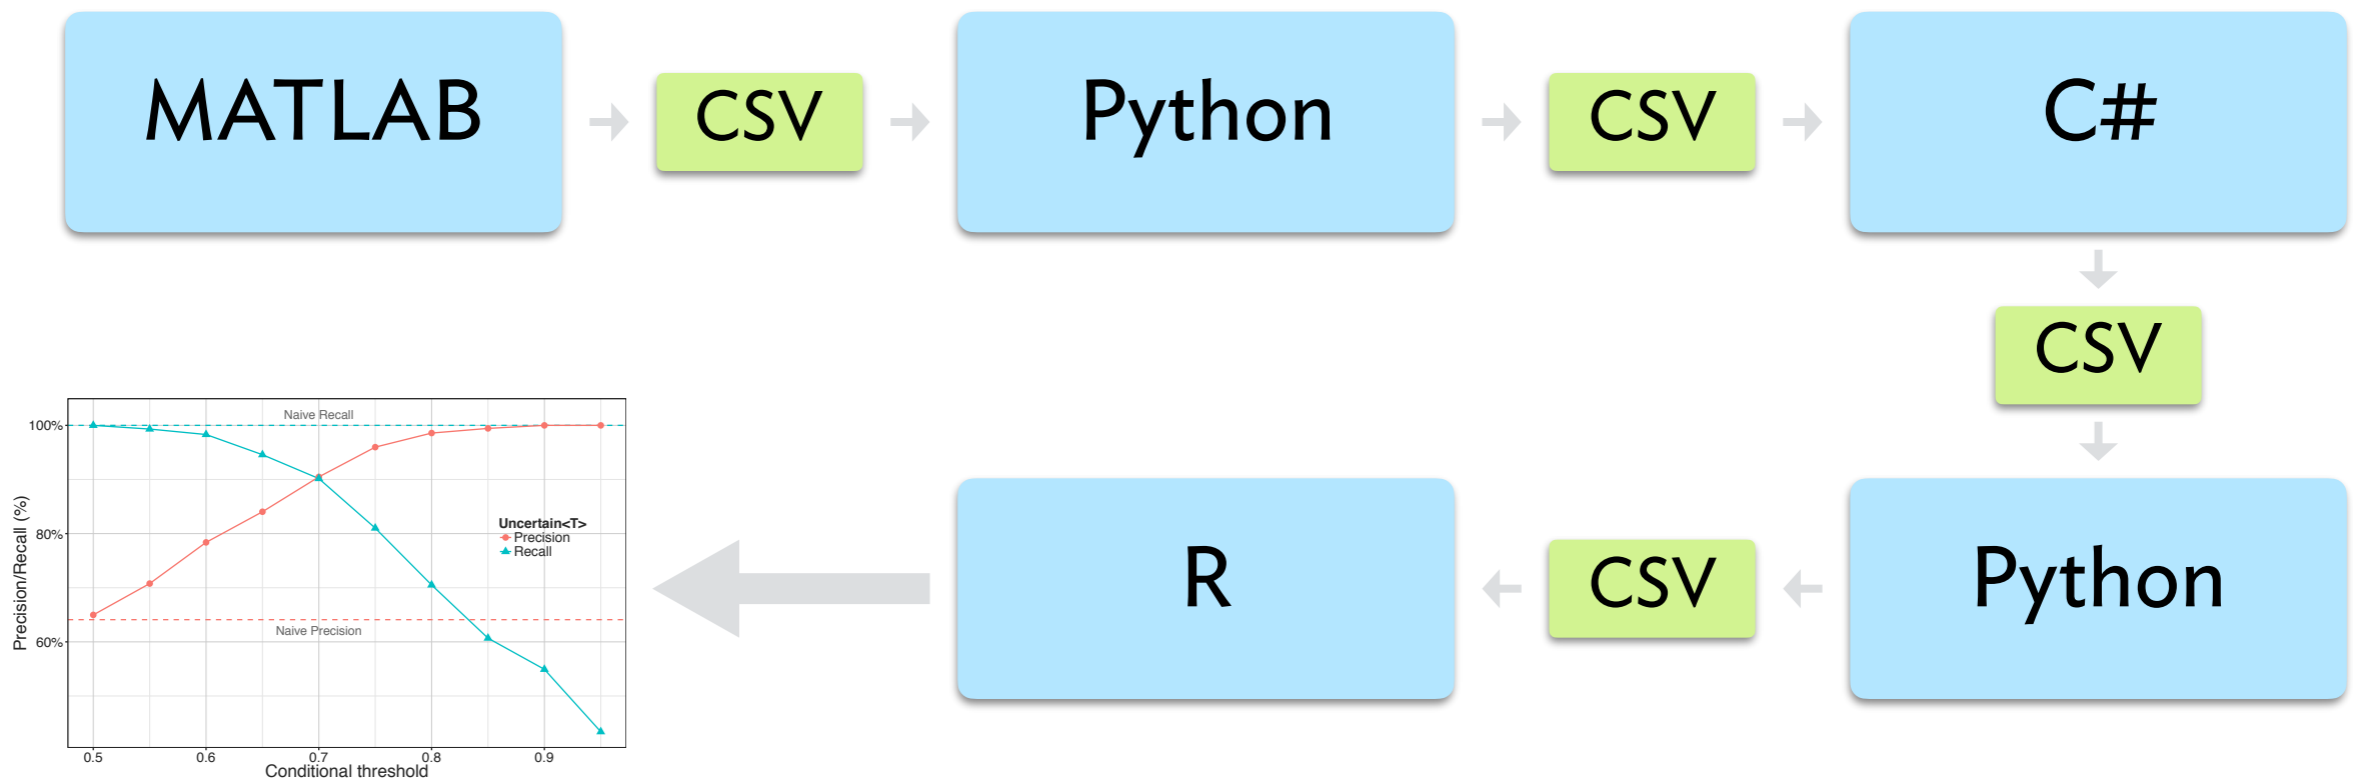 MATLAB
CSV
Python
CSV
C#
CSV
Python
CSV
R
Naive Recall
100%
80%
60%
Precision/Recall (%)
Uncertain<T>
Precision
Recall
Naive Precision
0.5
0.6
0.7
0.8
0.9
Conditional threshold